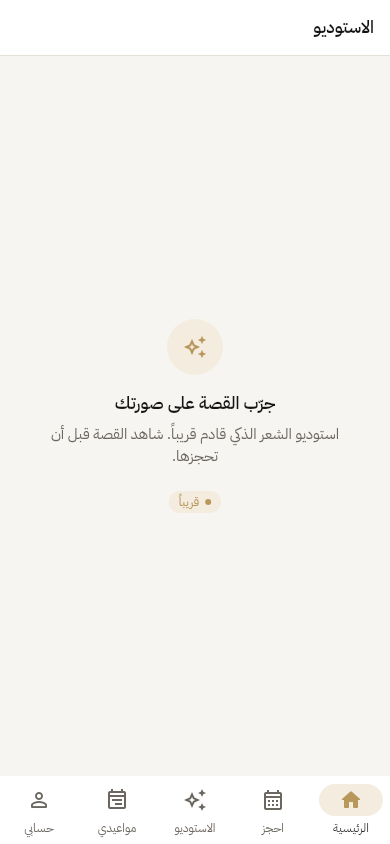 الاستوديو
جرّب القصة على صورتك
استوديو الشعر الذكي قادم قريباً. شاهد القصة قبل أن
تحجزها.
قريباً
الرئيسية
احجز
الاستوديو
مواعيدي
حسابي